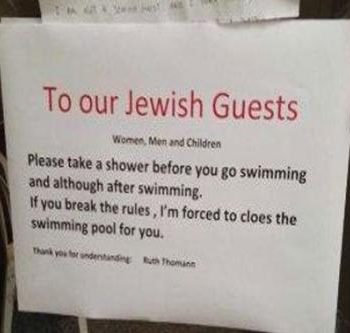 To our Jewish Guests
Women, Men and Children
Please take a shower before you go swimming
and although after swimming.
If you break the rules , I'm forced to cloes the
swimming pool for you.
Thank you for understanding Ruth Thomann